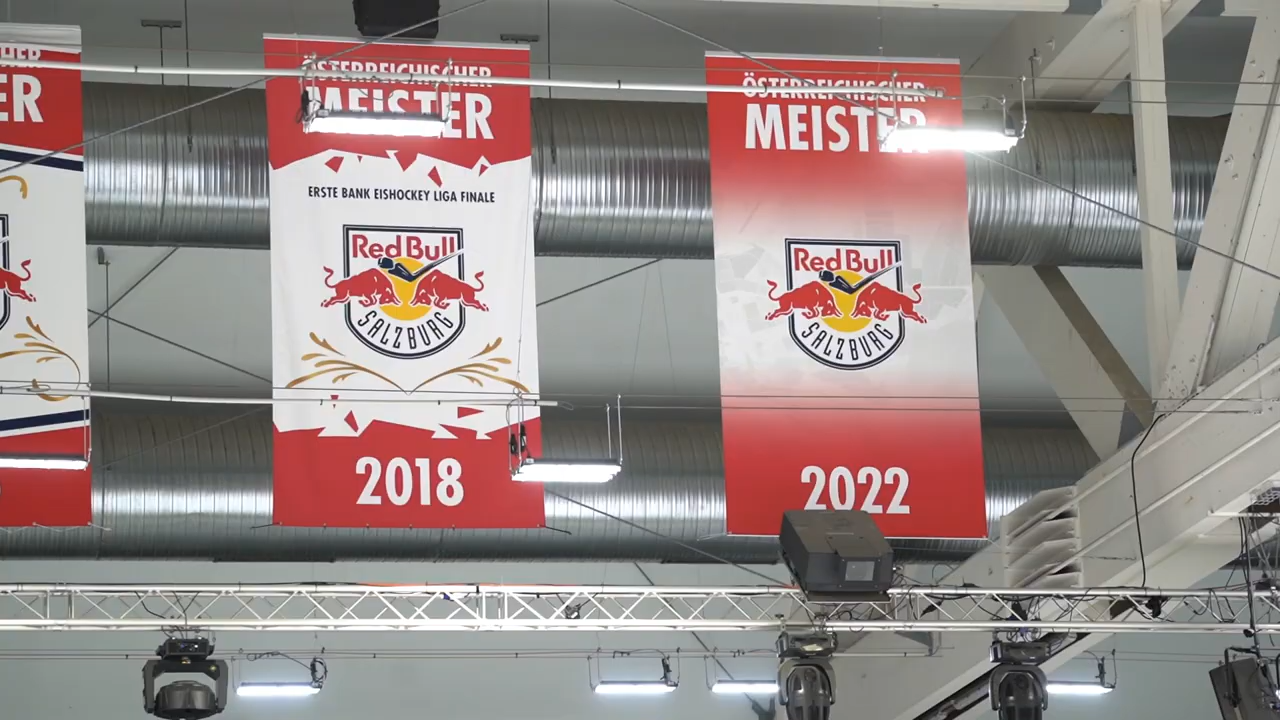 ER
ÖSTERREICHISCHER
MEISTER
ERSTE BANK EISHOCKEY LIGA FINALE
Red Bull
SALZBURG
2018
ÖSTERREICHISCHER
MEISTER
Red Bull
SALZBURG
2022